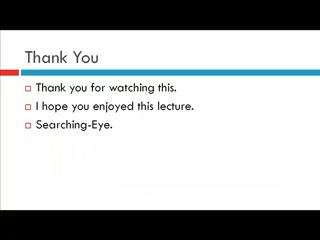 Thank You
Thank you for watching this.
I hope you enjoyed this lecture.
Searching-Eye.